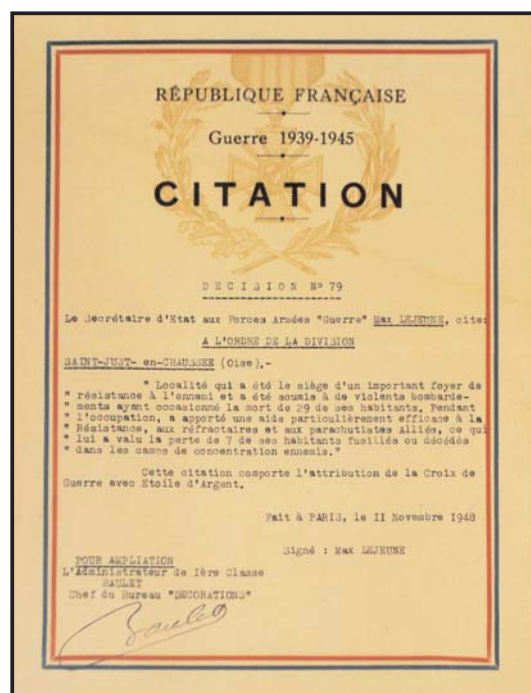 RÉPUBLIQUE FRANÇAISE
Guerre 1939-1945
CITATION
DECISION N° 79
Le Secrétaire d'Etat aux Forces Armées "Guerre" Max LEJEUNE, cite:
A L'ORDRE DE LA DIVISION
SAINT-JUST- en-CHAUSSEE (Oise).-
" Localité qui a été le siège d'un important foyer de
" résistance à l'ennemi et a été soumis à de violents bombarde-
" ments ayant occasionné la mort de 29 de ses habitants. Pendant
" l'occupation, a apporté une aide particulièrement efficace à la
" Résistance, aux réfractaires et aux parachutistes Alliés, ce qui
" lui a valu la perte de 7 de ses habitants fusillés ou décédés
" dans les camps de concentration ennemis."
Cette citation comporte l'attribution de la Croix de
Guerre avec Etoile d'Argent.
Fait à PARIS, le II Novembre 1948
Signé : Max LEJEUNE
POUR AMPLIATION
L'Administrateur de Ière Classe
BAULET
Chef du Bureau "DECORATIONS"
Baulet